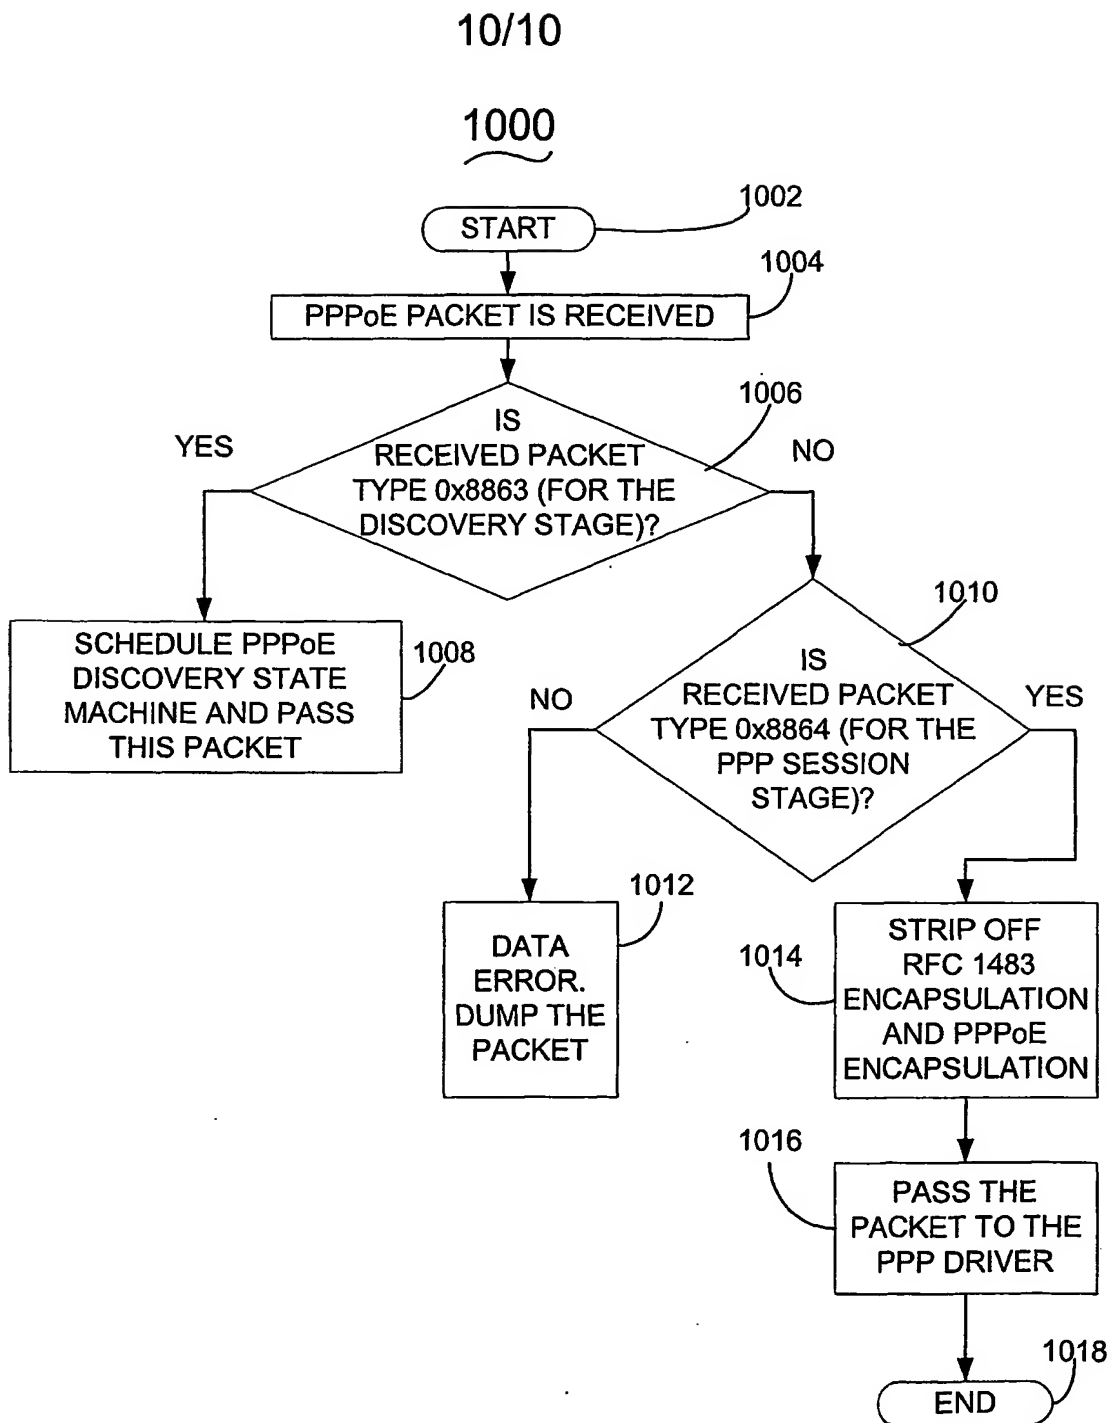 10/10
1000
1002
START
1004
PPPoE PACKET IS RECEIVED
1006
IS
RECEIVED PACKET
TYPE 0x8863 (FOR THE
DISCOVERY STAGE)?
YES
NO
SCHEDULE PPPoE
DISCOVERY STATE
MACHINE AND PASS
THIS PACKET
1008
1010
IS
RECEIVED PACKET
TYPE 0x8864 (FOR THE
PPP SESSION
STAGE)?
NO
YES
1012
DATA
ERROR.
DUMP THE
PACKET
1014
STRIP OFF
RFC 1483
ENCAPSULATION
AND PPPoE
ENCAPSULATION
1016
PASS THE
PACKET TO THE
PPP DRIVER
1018
END